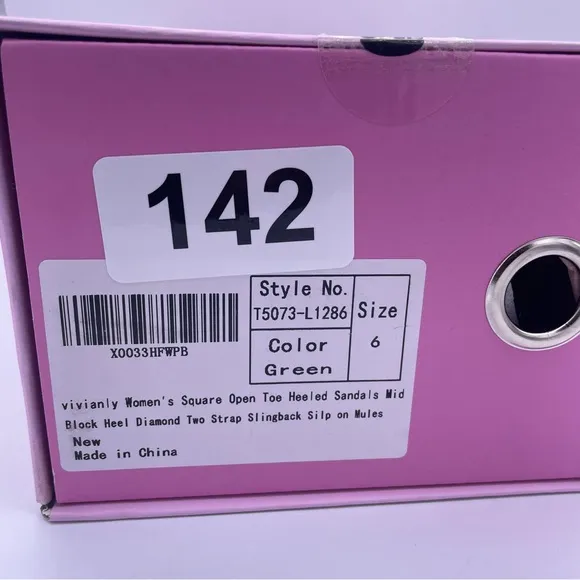 142
X0033HFWPB
Style No.
T5073-L1286
Size
Color
6
Green
vivianly Women's Square Open Toe Heeled Sandals Mid
Block Heel Diamond Two Strap Slingback Silp on Mules
New
Made in China